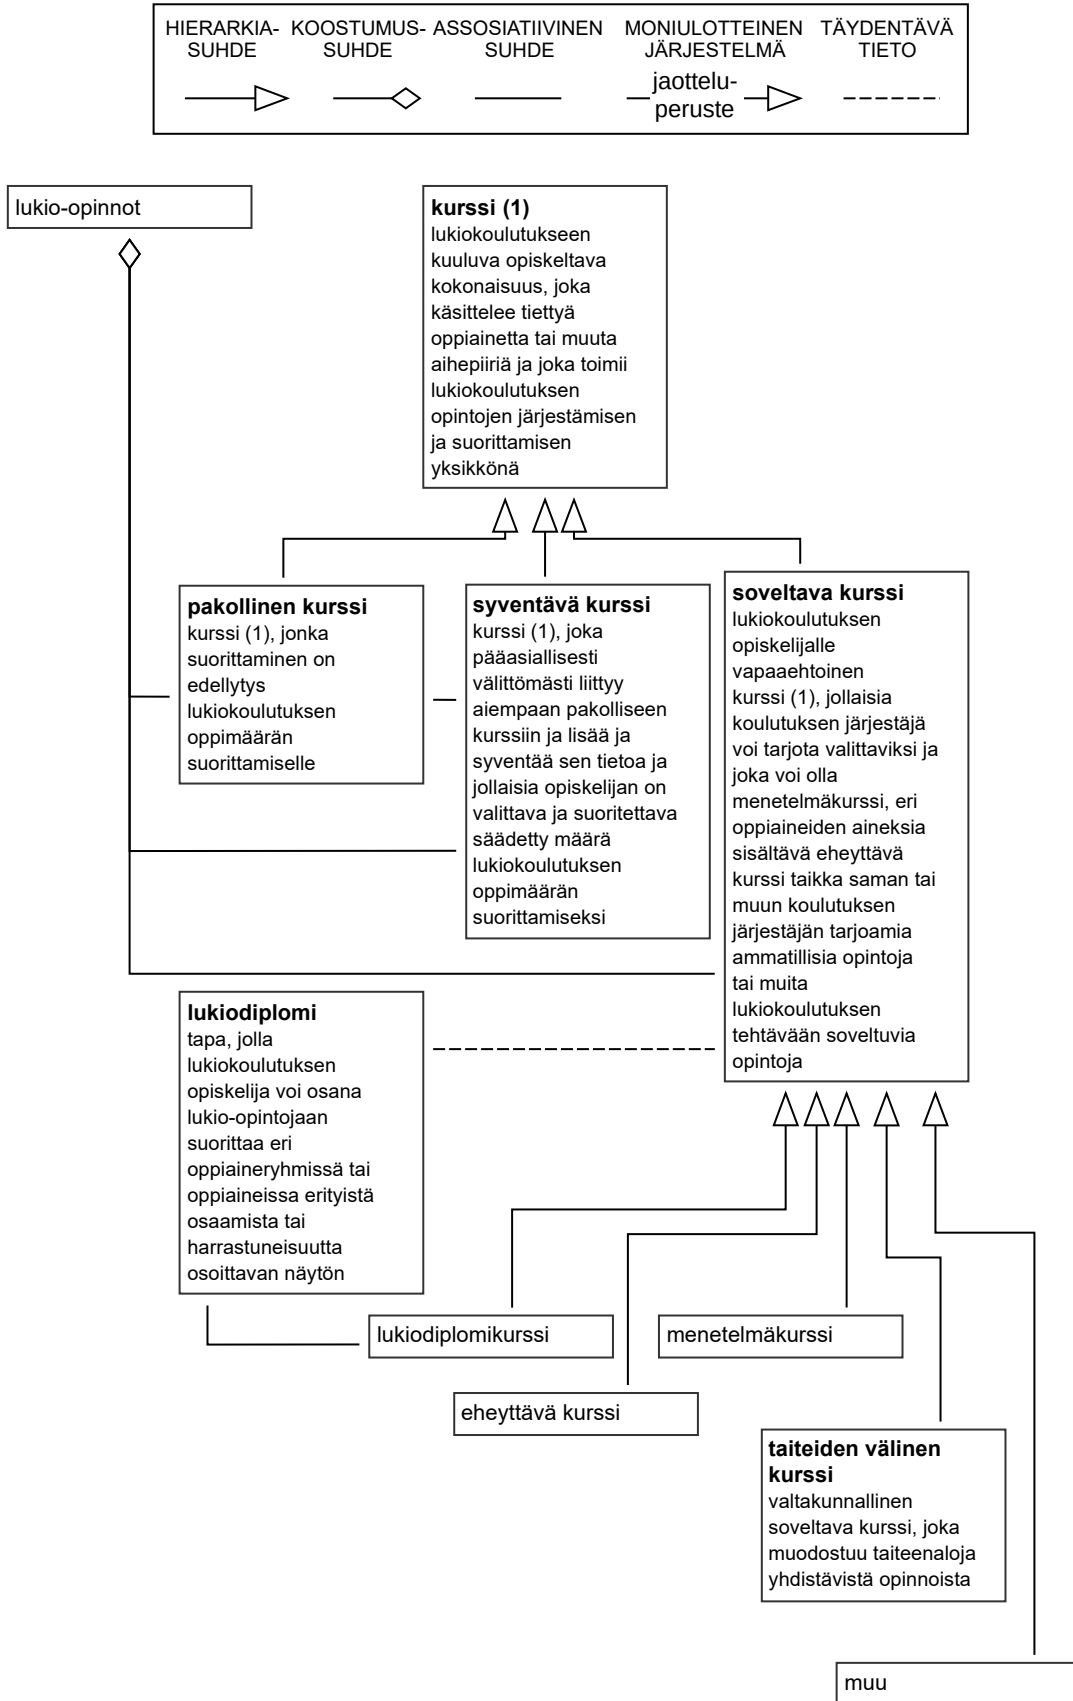 HIERARKIA-
SUHDE
KOOSTUMUS-
SUHDE
ASSOSIATIIVINEN
SUHDE
MONIULOTTEINEN
JÄRJESTELMÄ
jaottelu-
peruste
TÄYDENTÄVÄ
TIETO
lukio-opinnot
kurssi (1)
lukiokoulutukseen
kuuluva opiskeltava
kokonaisuus, joka
käsittelee tiettyä
oppiainetta tai muuta
aihepiiriä ja joka toimii
lukiokoulutuksen
opintojen järjestämisen
ja suorittamisen
yksikkönä
pakollinen kurssi
kurssi (1), jonka
suorittaminen on
edellytys
lukiokoulutuksen
oppimäärän
suorittamiselle
syventävä kurssi
kurssi (1), joka
pääasiallisesti
välittömästi liittyy
aiempaan pakolliseen
kurssiin ja lisää ja
syventää sen tietoa ja
jollaisia opiskelijan on
valittava ja suoritettava
säädetty määrä
lukiokoulutuksen
oppimäärän
suorittamiseksi
soveltava kurssi
lukiokoulutuksen
opiskelijalle
vapaaehtoinen
kurssi (1), jollaisia
koulutuksen järjestäjä
voi tarjota valittaviksi ja
joka voi olla
menetelmäkurssi, eri
oppiaineiden aineksia
sisältävä eheyttävä
kurssi taikka saman tai
muun koulutuksen
järjestäjän tarjoamia
ammatillisia opintoja
tai muita
lukiokoulutuksen
tehtävään soveltuvia
opintoja
lukiodiplomi
tapa, jolla
lukiokoulutuksen
opiskelija voi osana
lukio-opintojaan
suorittaa eri
oppiaineryhmissä tai
oppiaineissa erityistä
osaamista tai
harrastuneisuutta
osoittavan näytön
lukiodiplomikurssi
menetelmäkurssi
eheyttävä kurssi
taiteiden välinen
kurssi
valtakunnallinen
soveltava kurssi, joka
muodostuu taiteenaloja
yhdistävistä opinnoista
muu